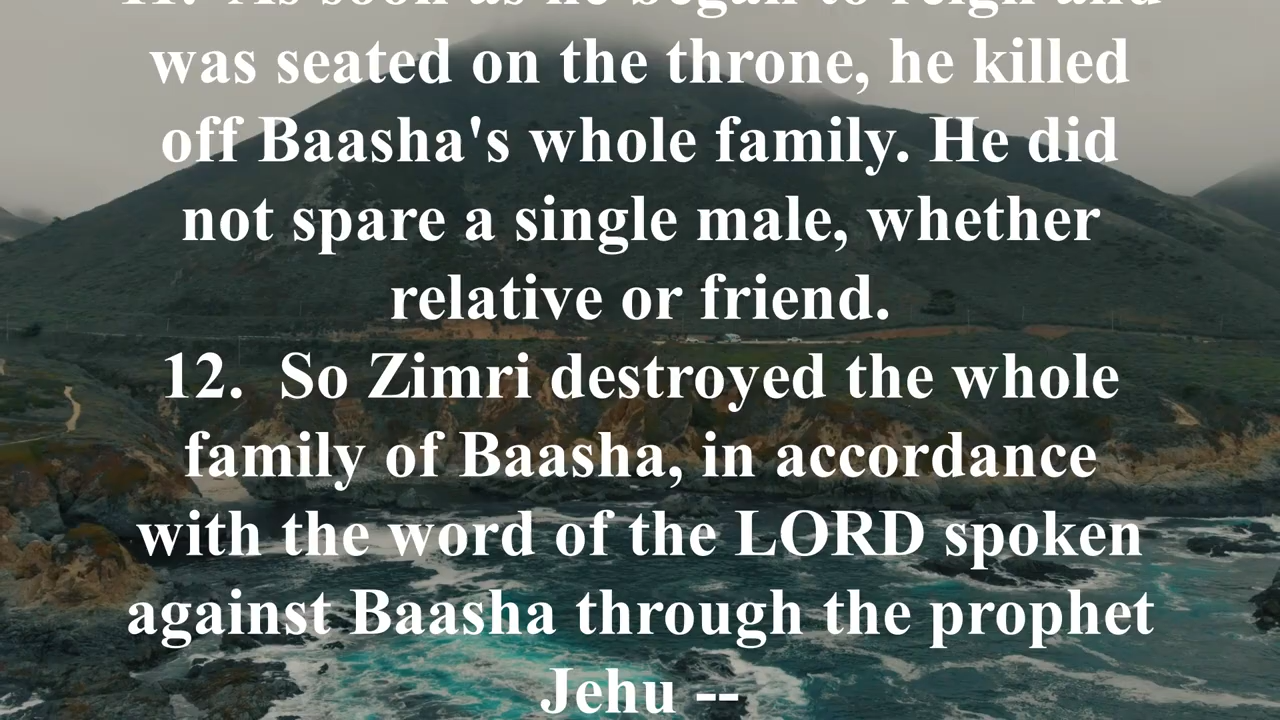 11.  As soon as he began to reign and
was seated on the throne, he killed
off Baasha's whole family. He did
not spare a single male, whether
relative or friend.
12.  So Zimri destroyed the whole
family of Baasha, in accordance
with the word of the LORD spoken
against Baasha through the prophet
Jehu --